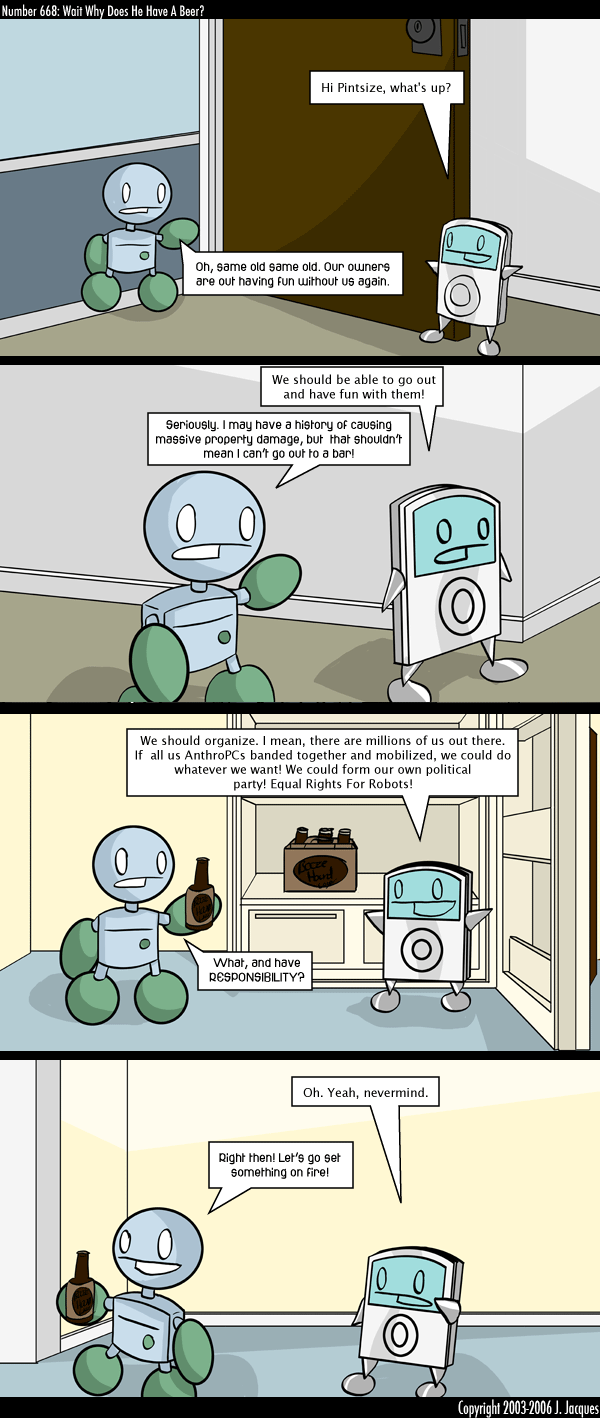 Number 668: Wait Why Does He Have A Beer?
Hi Pintsize, what's up?
Oh, same old same old. Our owners
are out having fun without us again.
We should be able to go out
and have fun with them!
Seriously. I may have a history of causing
massive property damage, but that shouldn't
mean I can't go out to a bar!
We should organize. I mean, there are millions of us out there.
If all us AnthroPCs banded together and mobilized, we could do
whatever we want! We could form our own political
party! Equal Rights For Robots!
What, and have
RESPONSIBILITY?
Oh. Yeah, nevermind.
Right then! Let's go set
something on fire!
Copyright 2003-2006 J. Jacques